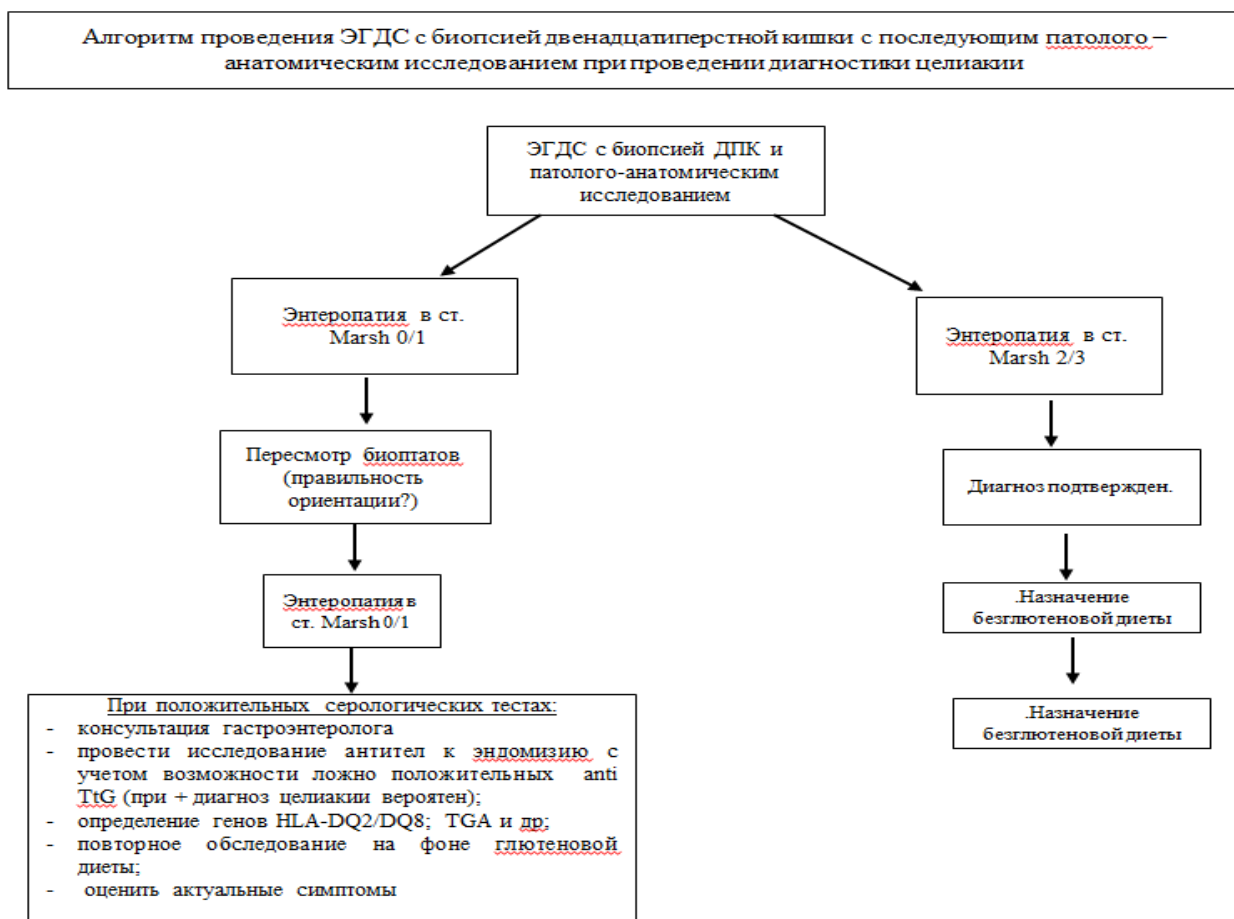 Алгоритм проведения ЭГДС с биопсией двенадцатиперстной кишки с последующим патолого –
анатомическим исследованием при проведении диагностики целиакии
ЭГДС с биопсией ДПК и
патолого-анатомическим
исследованием
Энтеропатия в ст.
Marsh 0/1
Пересмотр биоптатов
(правильность
ориентации?)
Энтеропатия в
ст. Marsh 0/1
При положительных серологических тестах:
- консультация гастроэнтеролога
- провести исследование антител к эндомизию с
учетом возможности ложно положительных anti
TtG (при + диагноз целиакии вероятен);
- определение генов HLA-DQ2/DQ8; TGA и др;
- повторное обследование на фоне глютеновой
диеты;
- оценить актуальные симптомы
Энтеропатия в ст.
Marsh 2/3
Диагноз подтвержден.
.Назначение
безглютеновой диеты
.Назначение
безглютеновой диеты